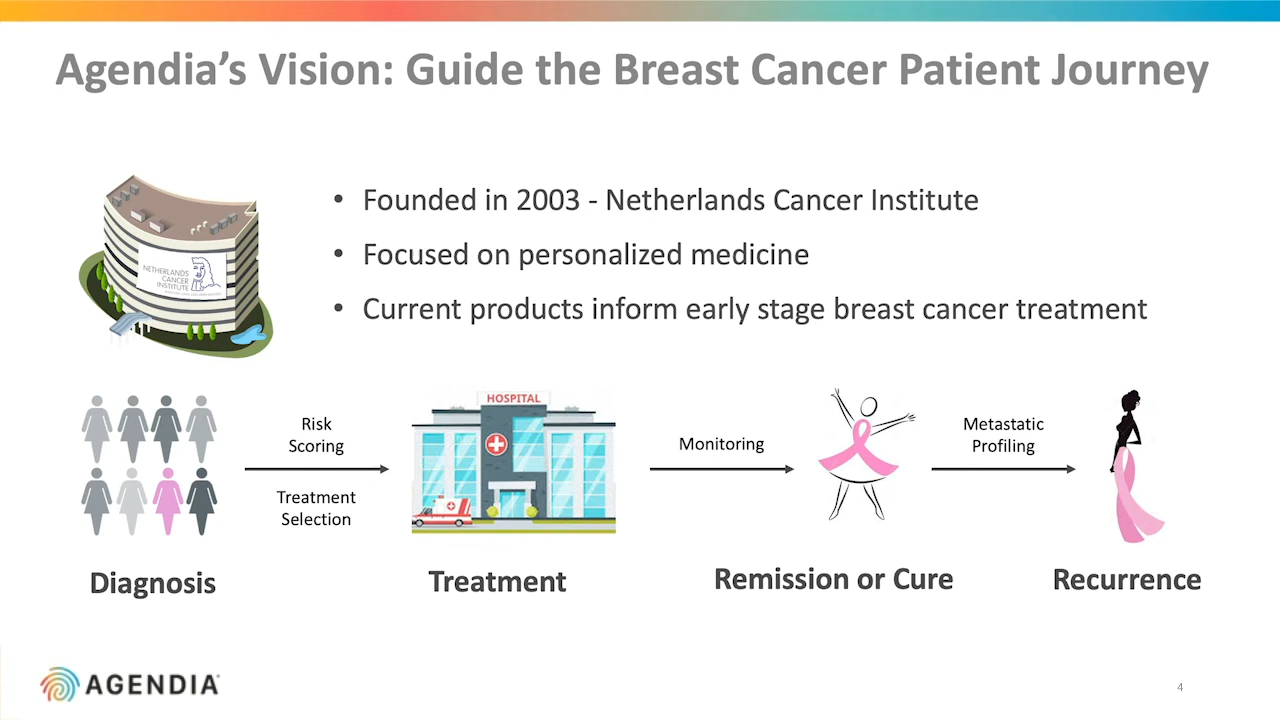 Agendia’s Vision: Guide the Breast Cancer Patient Journey
NETHERLANDS
CANCER
INSTITUTE
• Founded in 2003 - Netherlands Cancer Institute
• Focused on personalized medicine
• Current products inform early stage breast cancer treatment
Risk
Scoring
Treatment
Selection
HOSPITAL
Monitoring
Metastatic
Profiling
Diagnosis
Treatment
Remission or Cure
Recurrence
AGENDIA
4